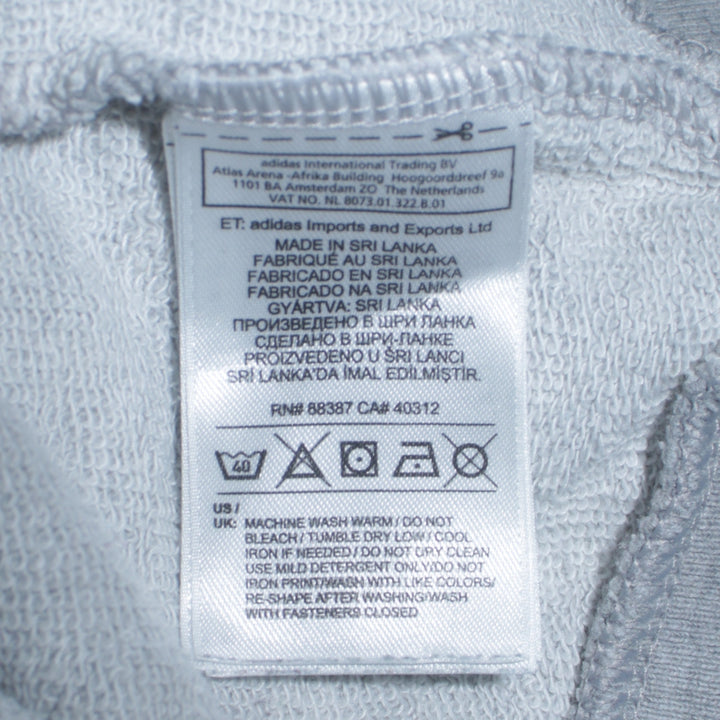 adidas International Trading BV
Atlas Arena -Afrika Building Hoogoorddreef 9a
1101 BA Amsterdam ZO The Netherlands
VAT NO. NL 8073.01.322.B.01
ET: adidas Imports and Exports Ltd
MADE IN SRI LANKA
FABRIQUÉ AU SRI LANKA
FABRICADO EN SRI LANKA
FABRICADO NA SRI LANKA
GYÁRTVA: SRI LANKA
ПРОИЗВЕДЕНО В ШРИ ЛАНКА
СДЕЛАНО В ШРИ-ЛАНКЕ
PROIZVEDENO U ŠRI LANCI
SRİ LANKA'DA İMAL EDİLMİŞTİR.
RN# 88387 CA# 40312
40
US /
UK: MACHINE WASH WARM / DO NOT
BLEACH / TUMBLE DRY LOW / COOL
IRON IF NEEDED / DO NOT DRY CLEAN
USE MILD DETERGENT ONLY/DO NOT
IRON PRINT/WASH WITH LIKE COLORS/
RE-SHAPE AFTER WASHING/WASH
WITH FASTENERS CLOSED